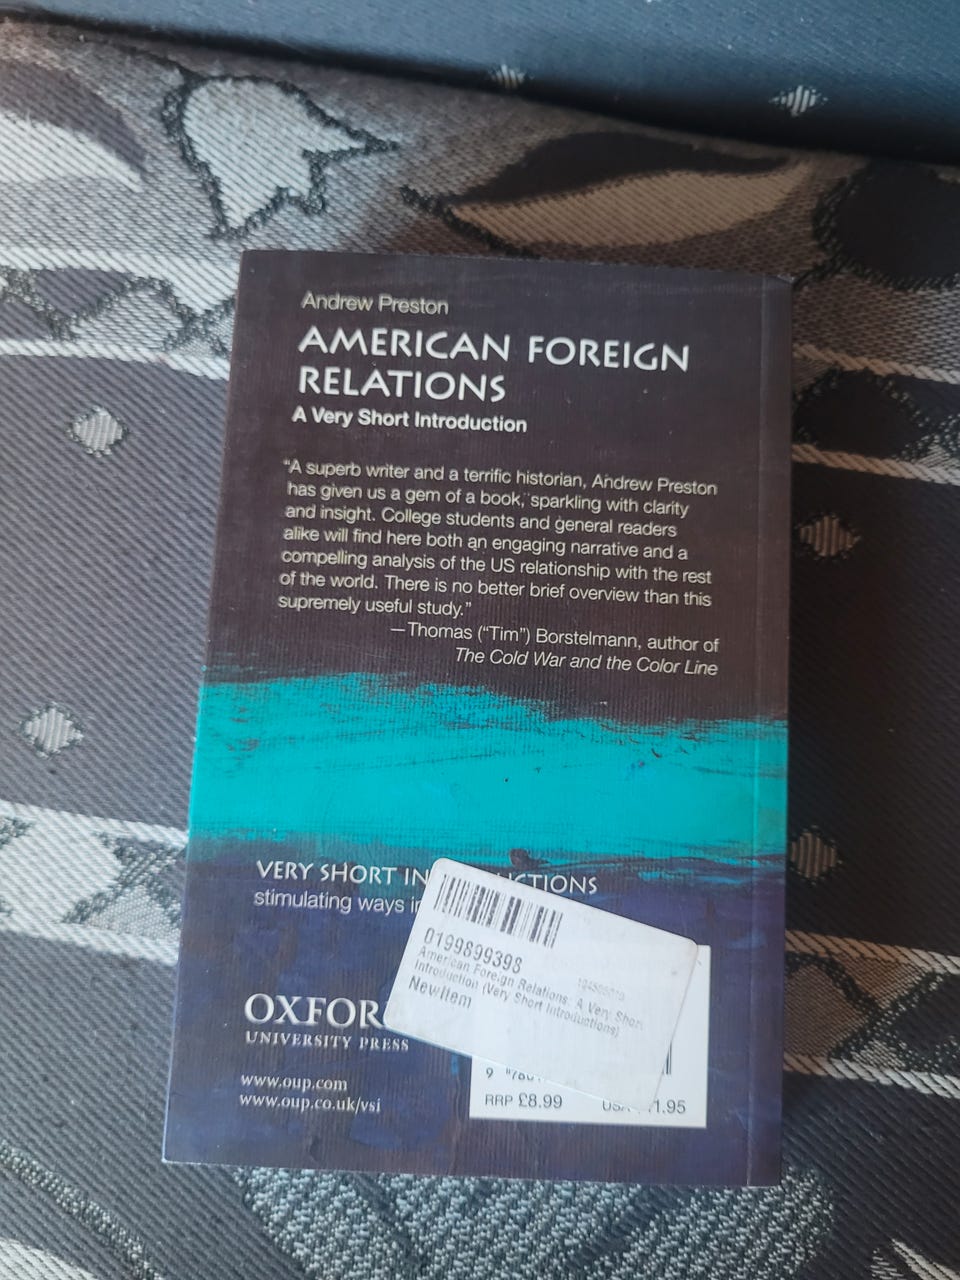 Andrew Preston
AMERICAN FOREIGN
RELATIONS
A Very Short Introduction
“A superb writer and a terrific historian, Andrew Preston
has given us a gem of a book, sparkling with clarity
and insight. College students and general readers
alike will find here both an engaging narrative and a
compelling analysis of the US relationship with the rest
of the world. There is no better brief overview than this
supremely useful study.”
—Thomas (“Tim”) Borstelmann, author of
The Cold War and the Color Line
VERY SHORT IN UCTIONS
stimulating ways
0199899398
American Foreign Relations: A Very Short
Introduction (Very Short Introductions)
NewItem
OXFOR
UNIVERSITY PRESS
www.oup.com
www.oup.co.uk/vsi
RRP £8.99